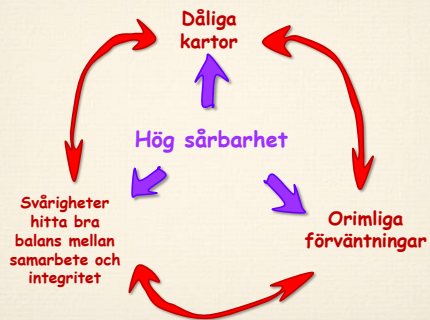 Dåliga
kartor
Hög sårbarhet
Svårigheter
hitta bra
balans mellan
samarbete och
integritet
Orimliga
förväntningar